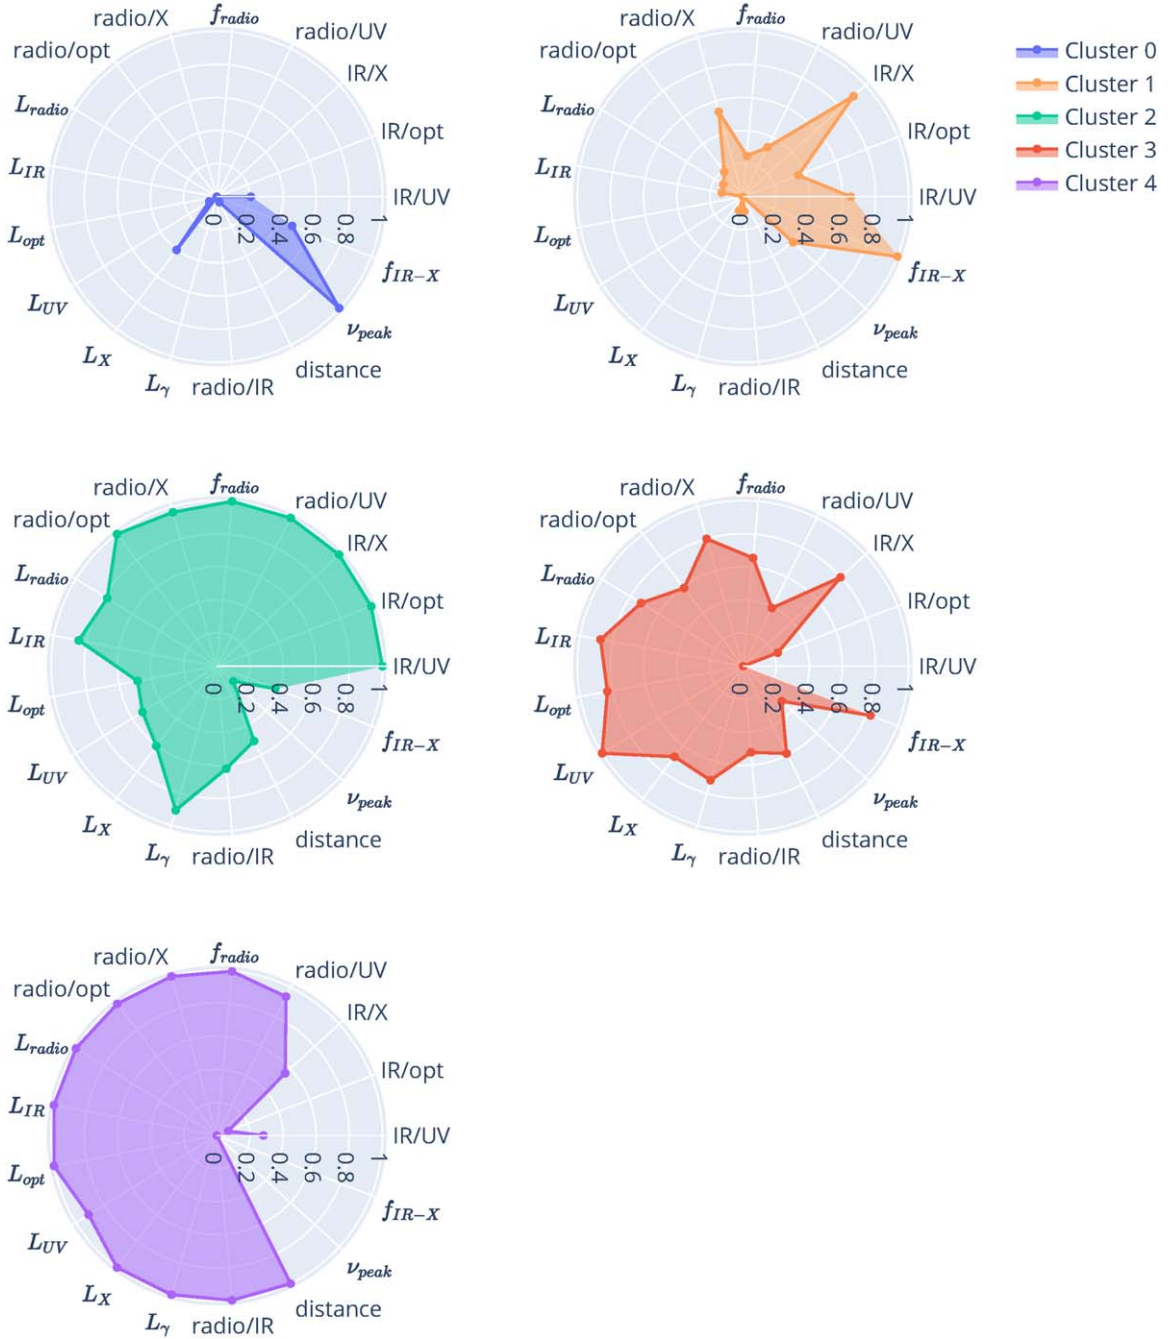 radio/X f_radio radio/UV
radio/opt IR/X
L_radio IR/opt
L_IR IR/UV
0 0.2 0.4 0.6 0.8 1
L_opt f_IR−X
L_UV ν_peak
L_X distance
L_γ radio/IR
radio/X f_radio radio/UV
radio/opt IR/X
L_radio IR/opt
L_IR IR/UV
0 0.2 0.4 0.6 0.8 1
L_opt f_IR−X
L_UV ν_peak
L_X distance
L_γ radio/IR
Cluster 0
Cluster 1
Cluster 2
Cluster 3
Cluster 4
radio/X f_radio radio/UV
radio/opt IR/X
L_radio IR/opt
L_IR IR/UV
0 0.2 0.4 0.6 0.8 1
L_opt f_IR−X
L_UV ν_peak
L_X distance
L_γ radio/IR
radio/X f_radio radio/UV
radio/opt IR/X
L_radio IR/opt
L_IR IR/UV
0 0.2 0.4 0.6 0.8 1
L_opt f_IR−X
L_UV ν_peak
L_X distance
L_γ radio/IR
radio/X f_radio radio/UV
radio/opt IR/X
L_radio IR/opt
L_IR IR/UV
0 0.2 0.4 0.6 0.8 1
L_opt f_IR−X
L_UV ν_peak
L_X distance
L_γ radio/IR